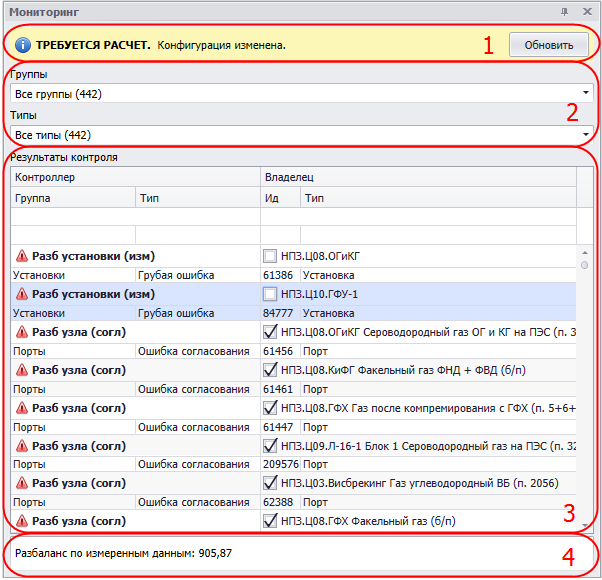 Мониторинг
ТРЕБУЕТСЯ РАСЧЕТ. Конфигурация изменена. 1 Обновить
Группы
Все группы (442)
2
Типы
Все типы (442)
Результаты контроля
Контроллер Владелец
Группа Тип Ид Тип
Разб установки (изм) НПЗ.Ц08.ОГиКГ
Установки Грубая ошибка 61386 Установка
Разб установки (изм) НПЗ.Ц10.ГФУ-1
Установки Грубая ошибка 84777 Установка
Разб узла (согл) НПЗ.Ц08.ОГиКГ Сероводородный газ ОГ и КГ на ПЭС (п. 3
Порты Ошибка согласования 61456 Порт
Разб узла (согл) НПЗ.Ц08.КиФГ Факельный газ ФНД + ФВД (б/п)
Порты Ошибка согласования 61461 Порт
Разб узла (согл) НПЗ.Ц08.ГФХ Газ после компремирования с ГФХ (п. 5+6+
Порты Ошибка согласования 61447 Порт
Разб узла (согл) НПЗ.Ц09.Л-16-1 Блок 1 Сероводородный газ на ПЭС (п. 32
Порты Ошибка согласования 209576 Порт
Разб узла (согл) НПЗ.Ц03.Висбрекинг Газ углеводородный ВБ (п. 2056)
Порты Ошибка согласования 62388 Порт
Разб узла (согл) НПЗ.Ц08.ГФХ Факельный газ (б/п)
3
Разбаланс по измеренным данным: 905,87
4